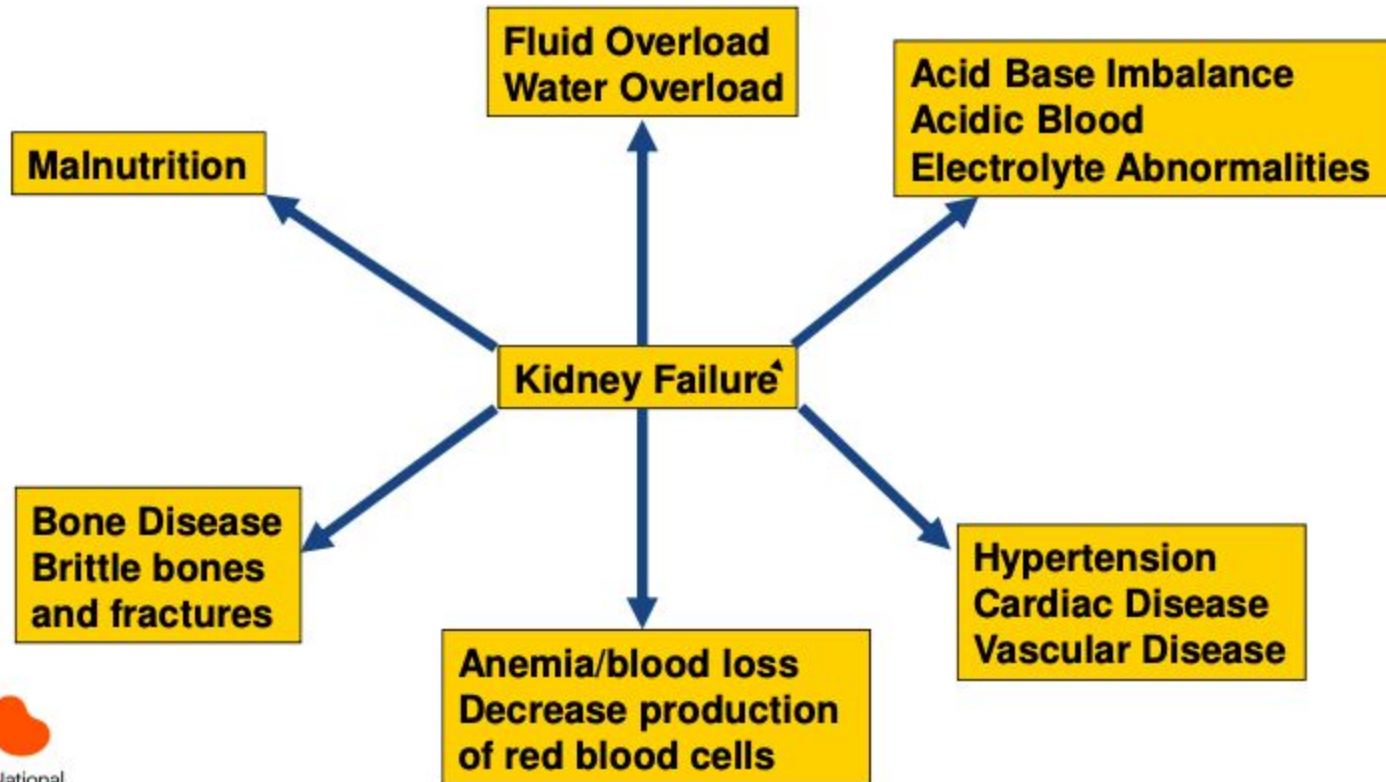 Fluid Overload
Water Overload
Acid Base Imbalance
Acidic Blood
Electrolyte Abnormalities
Malnutrition
Kidney Failure
Bone Disease
Brittle bones
and fractures
Hypertension
Cardiac Disease
Vascular Disease
Anemia/blood loss
Decrease production
of red blood cells
National